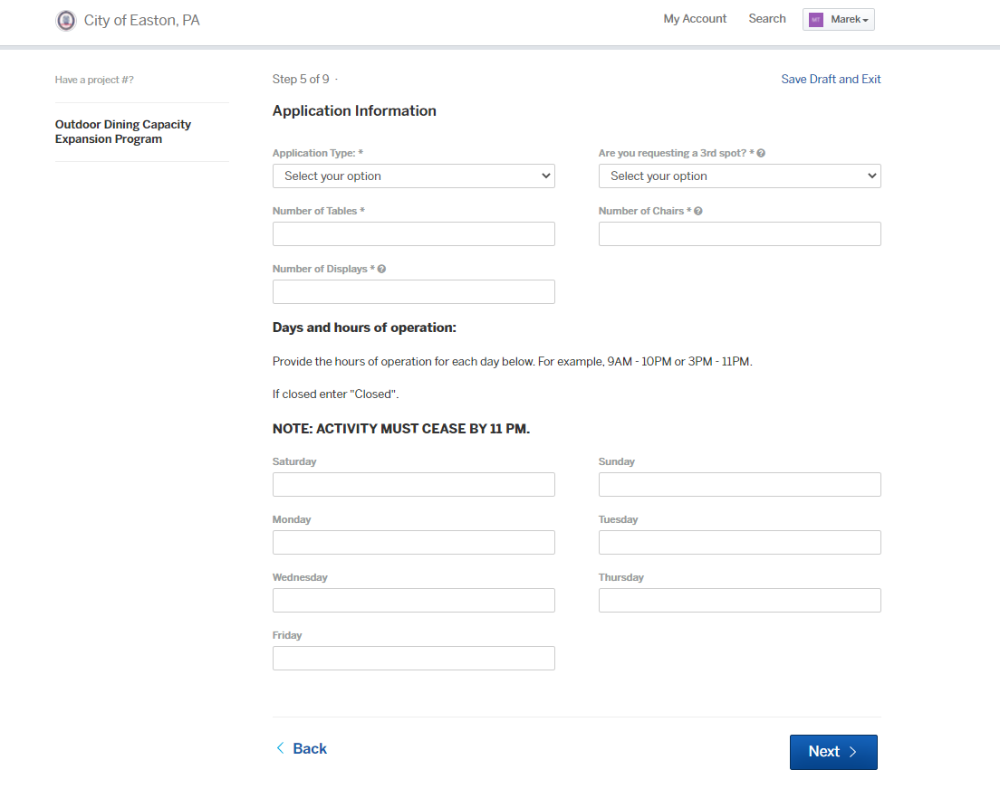 City of Easton, PA
My Account
Search
MT
Marek
Have a project #?
Outdoor Dining Capacity
Expansion Program
Step 5 of 9 ·
Save Draft and Exit
Application Information
Application Type: *
Are you requesting a 3rd spot? *
Select your option
Select your option
Number of Tables *
Number of Chairs *
Number of Displays *
Days and hours of operation:
Provide the hours of operation for each day below. For example, 9AM - 10PM or 3PM - 11PM.
If closed enter "Closed".
NOTE: ACTIVITY MUST CEASE BY 11 PM.
Saturday
Sunday
Monday
Tuesday
Wednesday
Thursday
Friday
Back
Next